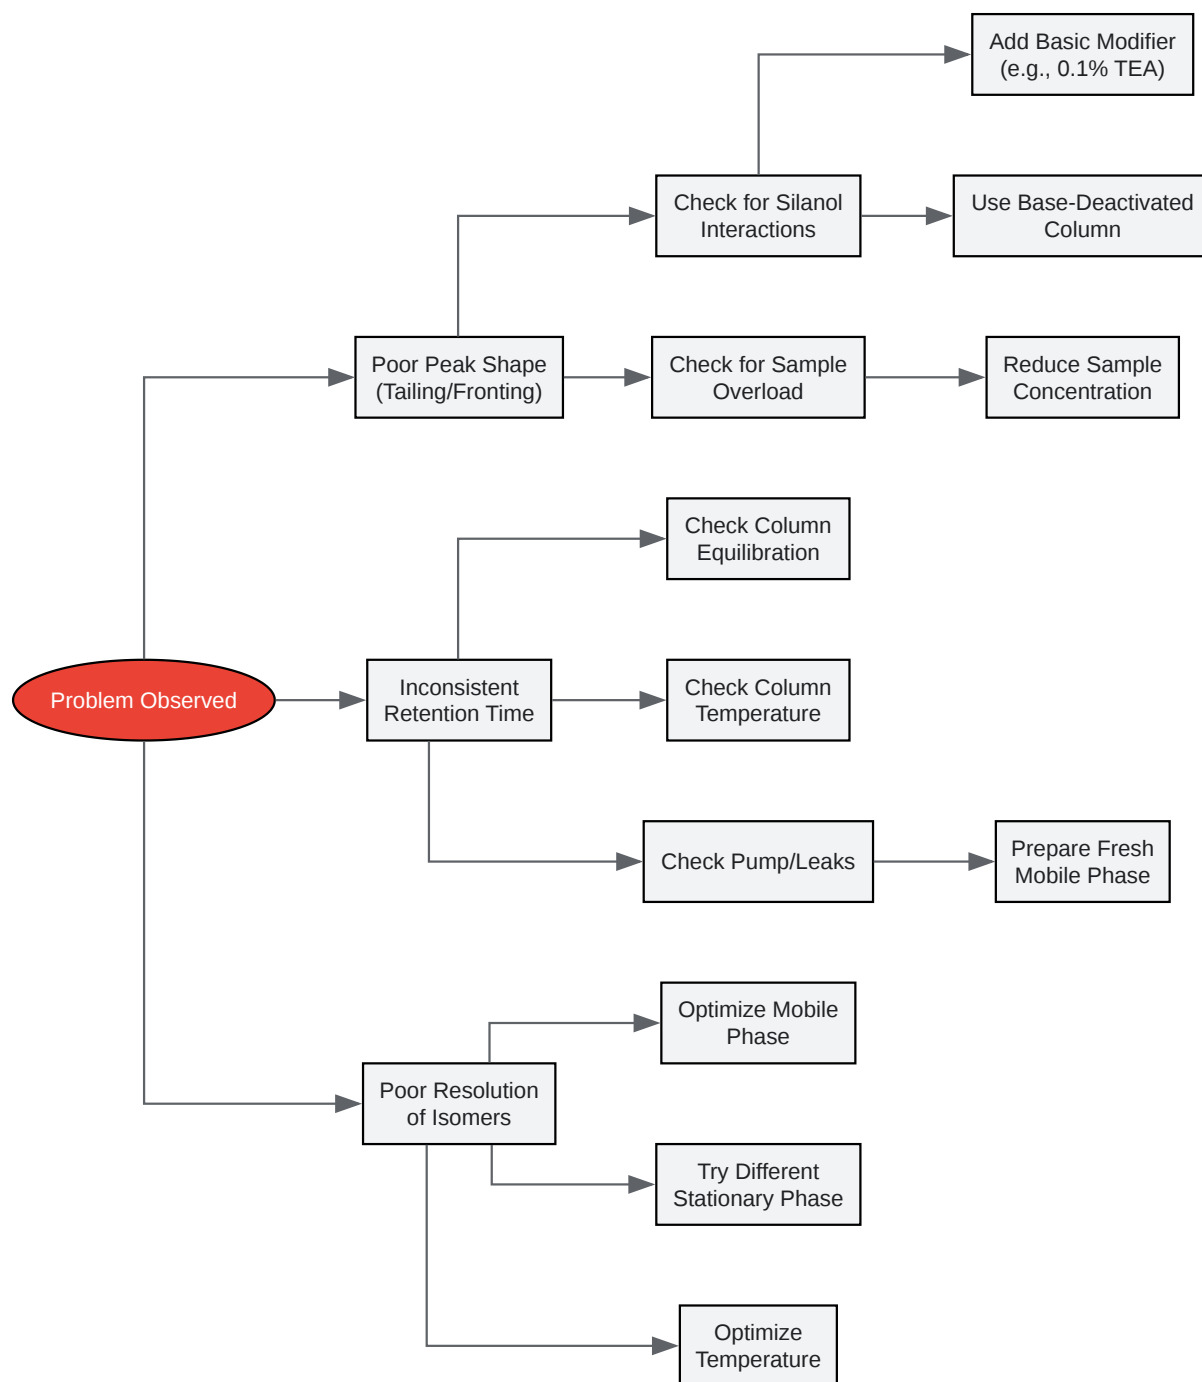 Add Basic Modifier
(e.g., 0.1% TEA)
Check for Silanol
Interactions
Use Base-Deactivated
Column
Poor Peak Shape
(Tailing/Fronting)
Check for Sample
Overload
Reduce Sample
Concentration
Check Column
Equilibration
Problem Observed
Inconsistent
Retention Time
Check Column
Temperature
Check Pump/Leaks
Prepare Fresh
Mobile Phase
Optimize Mobile
Phase
Poor Resolution
of Isomers
Try Different
Stationary Phase
Optimize
Temperature